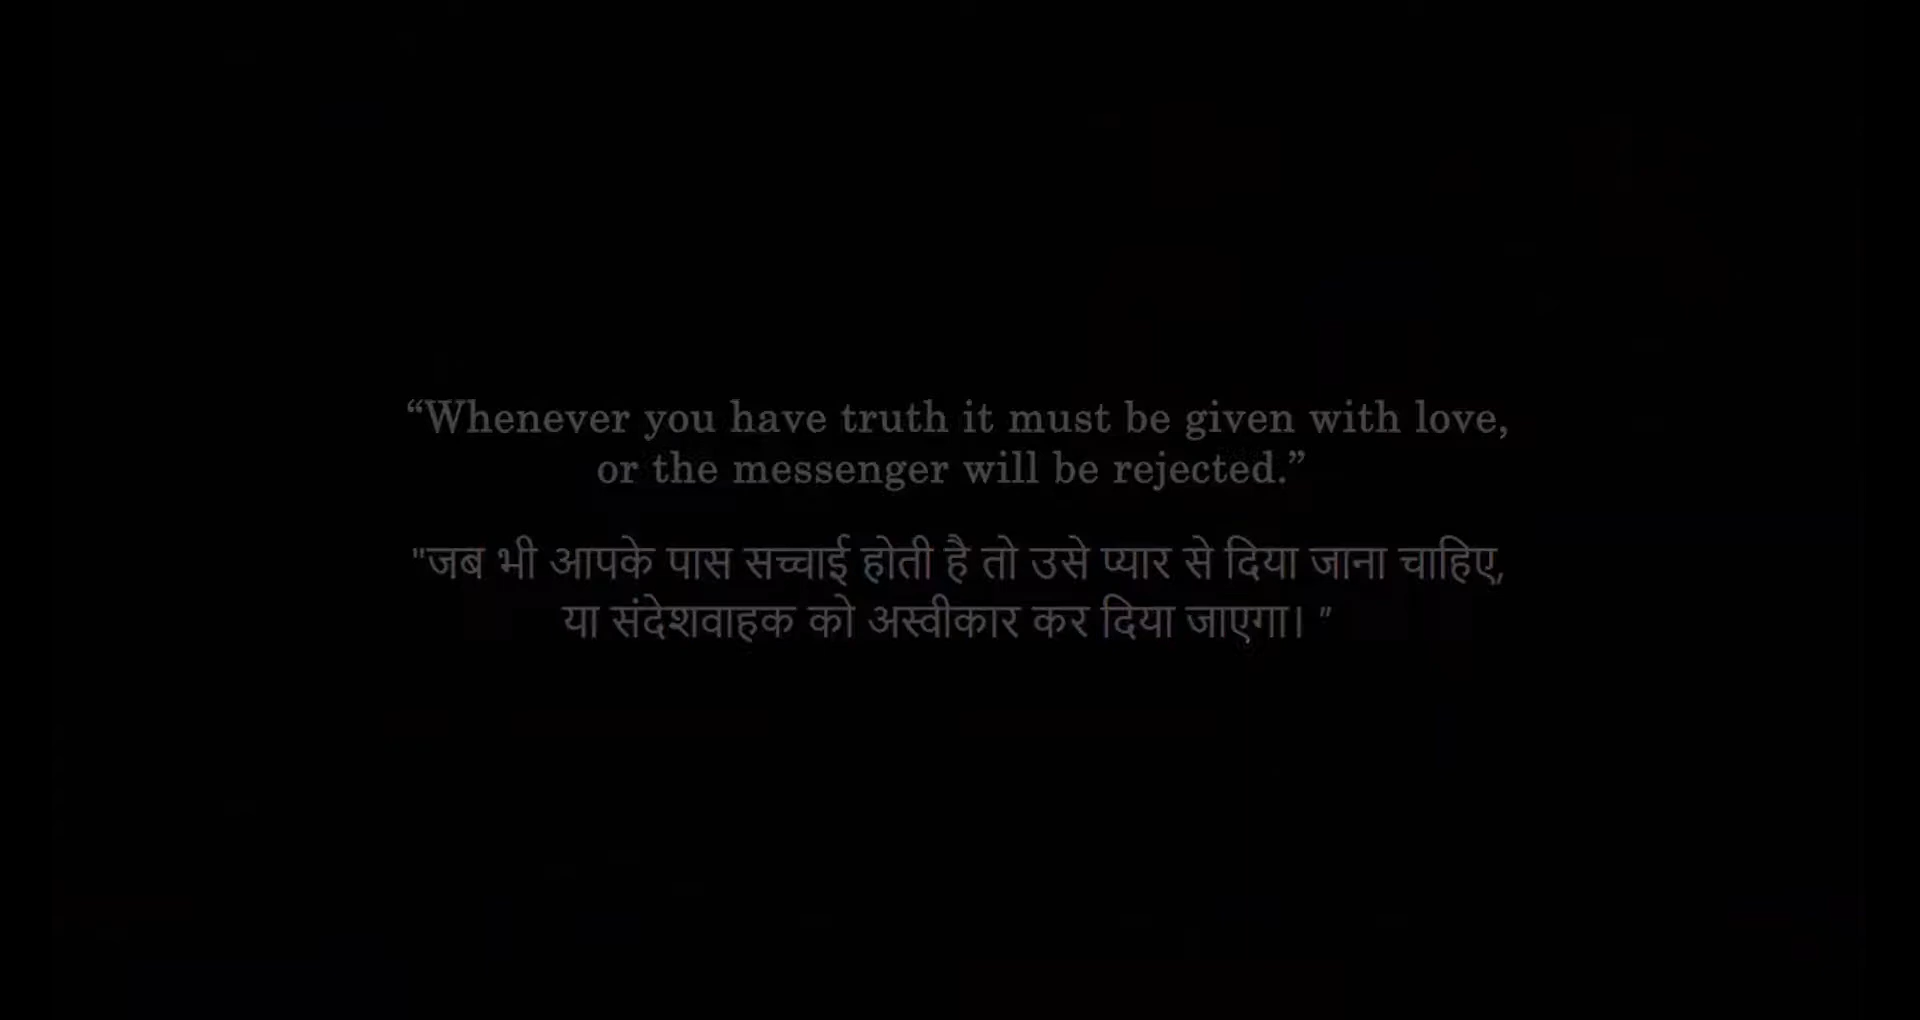 “Whenever you have truth it must be given with love,
or the messenger will be rejected.”
"जब भी आपके पास सच्चाई होती है तो उसे प्यार से दिया जाना चाहिए,
या संदेशवाहक को अस्वीकार कर दिया जाएगा। ”